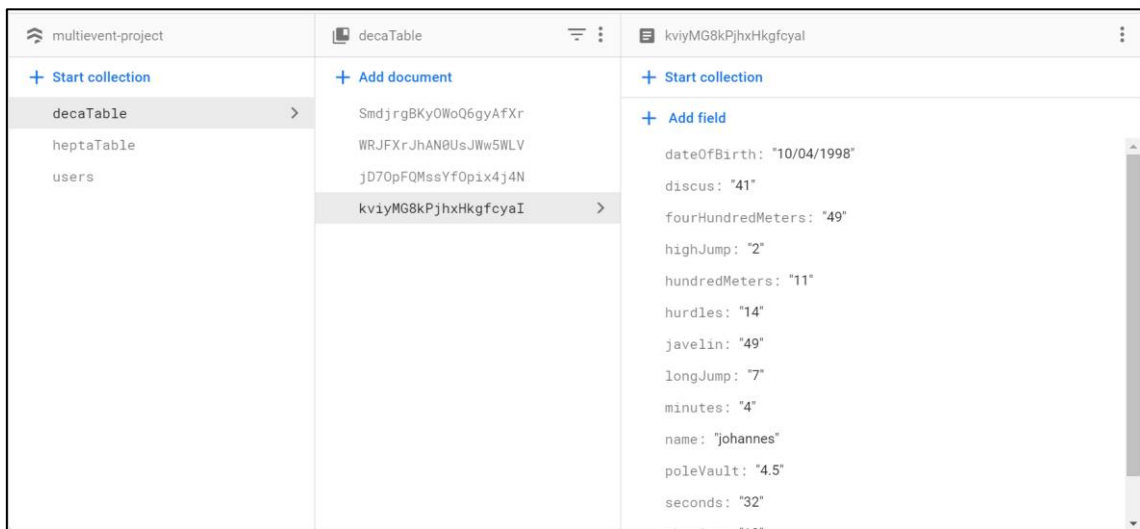 multievent-project
+ Start collection
decaTable
heptaTable
users
decaTable
+ Add document
SmdjrgBKyOWoQ6gyAfXr
WRJFXrJhAN0UsJWw5WLV
jD7OpFQMssYfOpix4j4N
kviyMG8kPjhxHkgfcyaI
kviyMG8kPjhxHkgfcyaI
+ Start collection
+ Add field
dateOfBirth: "10/04/1998"
discus: "41"
fourHundredMeters: "49"
highJump: "2"
hundredMeters: "11"
hurdles: "14"
javelin: "49"
longJump: "7"
minutes: "4"
name: "johannes"
poleVault: "4.5"
seconds: "32"